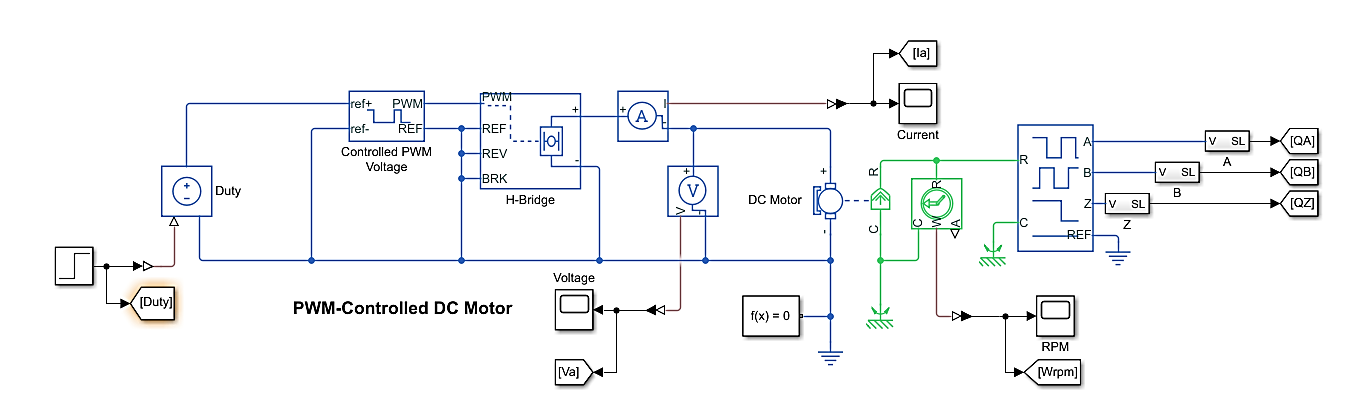 [Ia]
Current
ref+
PWM
ref-
REF
Controlled PWM
Voltage
PWM
REF
REV
BRK
+
-
H-Bridge
+
A
I
-
Duty
+
-
+
V
V
-
DC Motor
+
-
R
C
R
C
W
A
R
C
A
B
Z
REF
V SL
A
[QA]
V SL
B
[QB]
V SL
Z
[QZ]
[Duty]
PWM-Controlled DC Motor
Voltage
[Va]
f(x) = 0
RPM
[Wrpm]